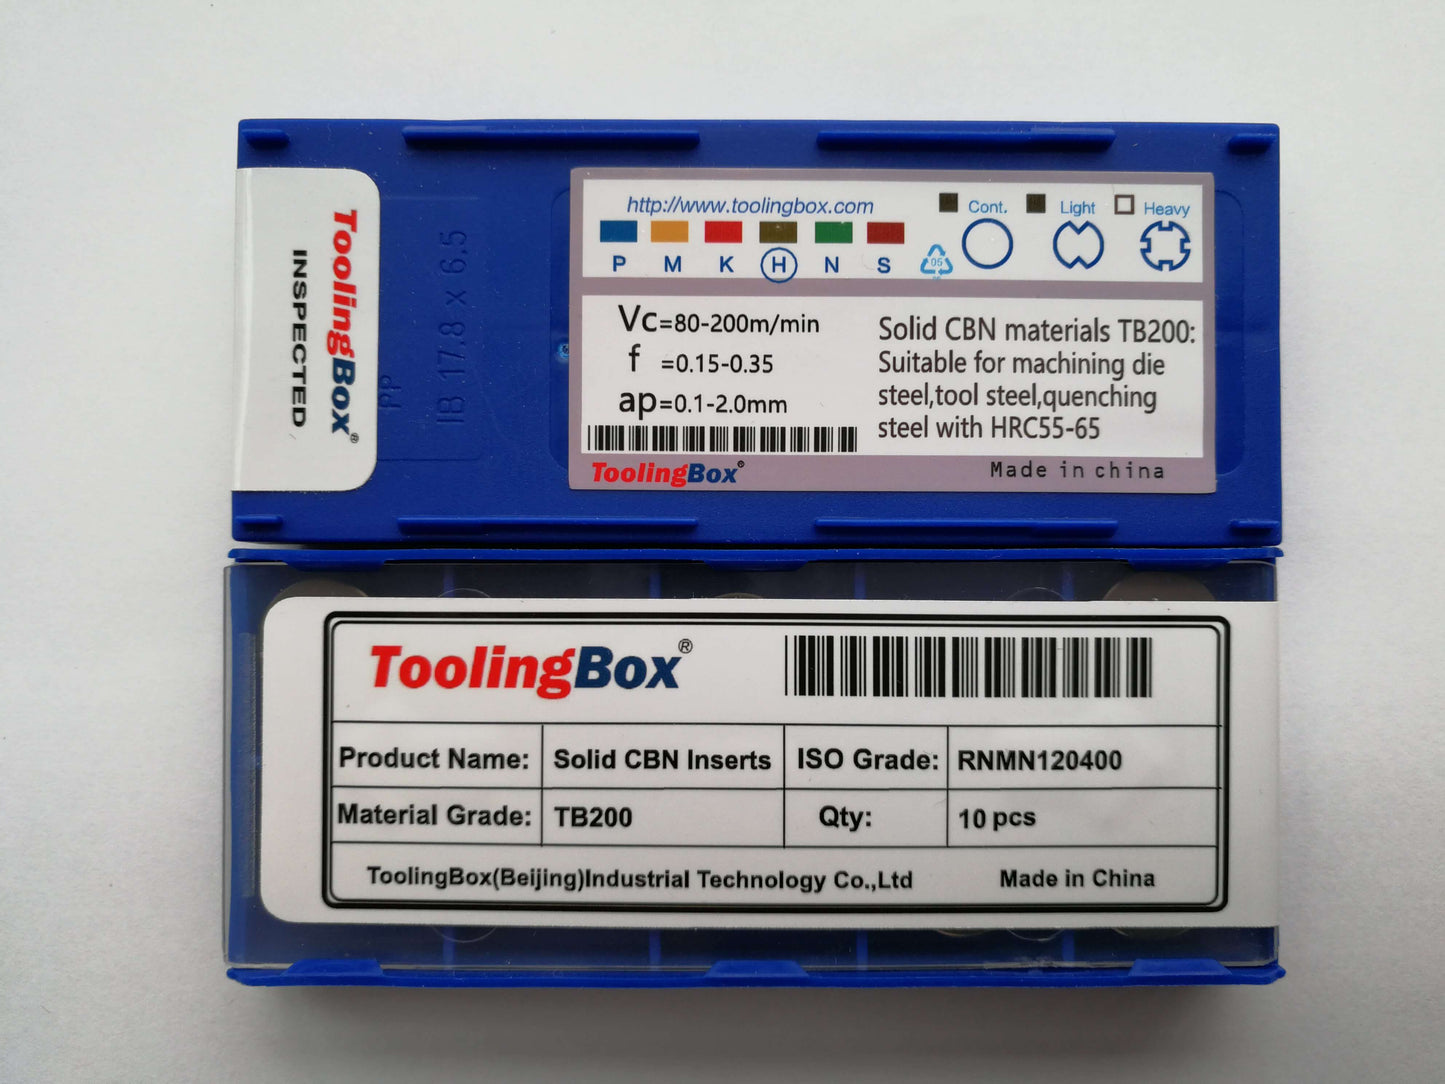 ToolingBox®
INSPECTED
IB 17.8 x 6.5
PP
http://www.toolingbox.com
Cont. Light Heavy
P M K H N S
05
Vc=80-200m/min
f =0.15-0.35
ap=0.1-2.0mm
Solid CBN materials TB200:
Suitable for machining die
steel,tool steel,quenching
steel with HRC55-65
ToolingBox®
Made in china
ToolingBox®
Product Name: Solid CBN Inserts ISO Grade: RNMN120400
Material Grade: TB200 Qty: 10 pcs
ToolingBox(Beijing)Industrial Technology Co.,Ltd Made in China